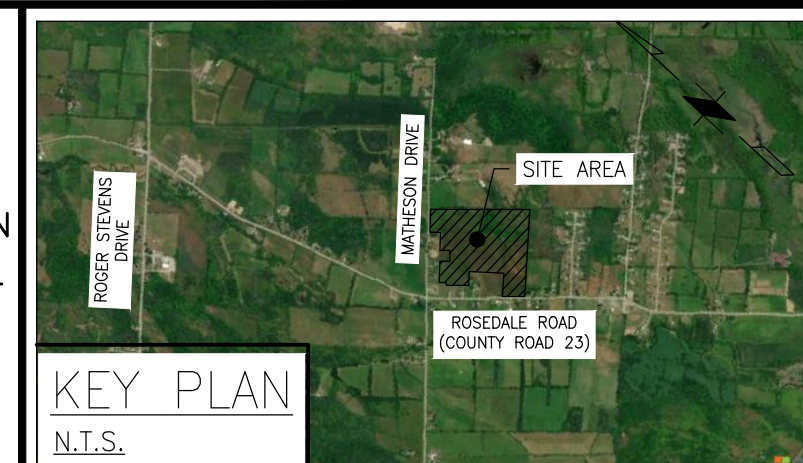 N
ROGER STEVENS
DRIVE
MATHESON DRIVE
SITE AREA
ROSEDALE ROAD
(COUNTY ROAD 23)
KEY PLAN
N.T.S.